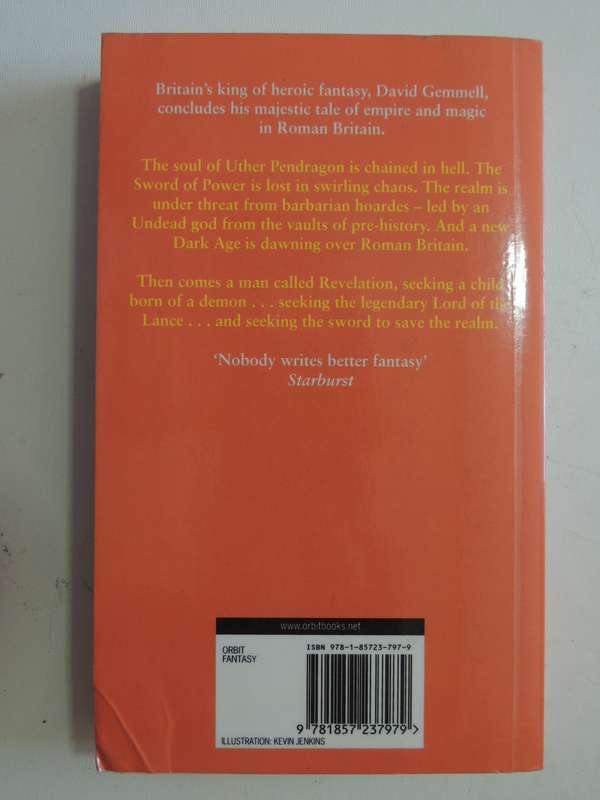 Britain's king of heroic fantasy, David Gemmell,
concludes his majestic tale of empire and magic
in Roman Britain.
The soul of Uther Pendragon is chained in hell. The
Sword of Power is lost in swirling chaos. The realm is
under threat from barbarian hoardes – led by an
Undead god from the vaults of pre-history. And a new
Dark Age is dawning over Roman Britain.
Then comes a man called Revelation, seeking a child
born of a demon . . . seeking the legendary Lord of the
Lance . . . and seeking the sword to save the realm.
'Nobody writes better fantasy'
Starburst
www.orbitbooks.net
ORBIT
FANTASY
ISBN 978-1-85723-797-9
9 781857 237979 >
ILLUSTRATION: KEVIN JENKINS